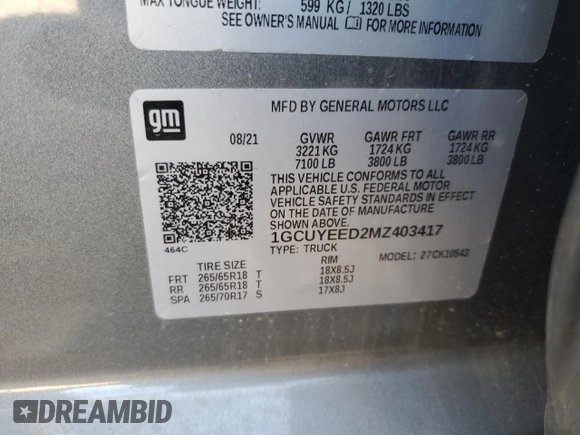 MAX TONGUE WEIGHT: 599 KG/ 1320 LBS
SEE OWNER'S MANUAL FOR MORE INFORMATION
gm
MFD BY GENERAL MOTORS LLC
08/21 GVWR GAWR FRT GAWR RR
3221 KG 1724 KG 1724 KG
7100 LB 3800 LB 3800 LB
THIS VEHICLE CONFORMS TO ALL
APPLICABLE U.S. FEDERAL MOTOR
VEHICLE SAFETY STANDARDS IN EFFECT
ON THE DATE OF MANUFACTURE
SHOWN ABOVE.
1GCUYEED2MZ403417
TYPE: TRUCK MODEL: 27CK10543
464C
TIRE SIZE RIM
FRT 265/65R18 T 18X8.5J
RR 265/65R18 T 18X8.5J
SPA 265/70R17 S 17X8J
DREAMBID